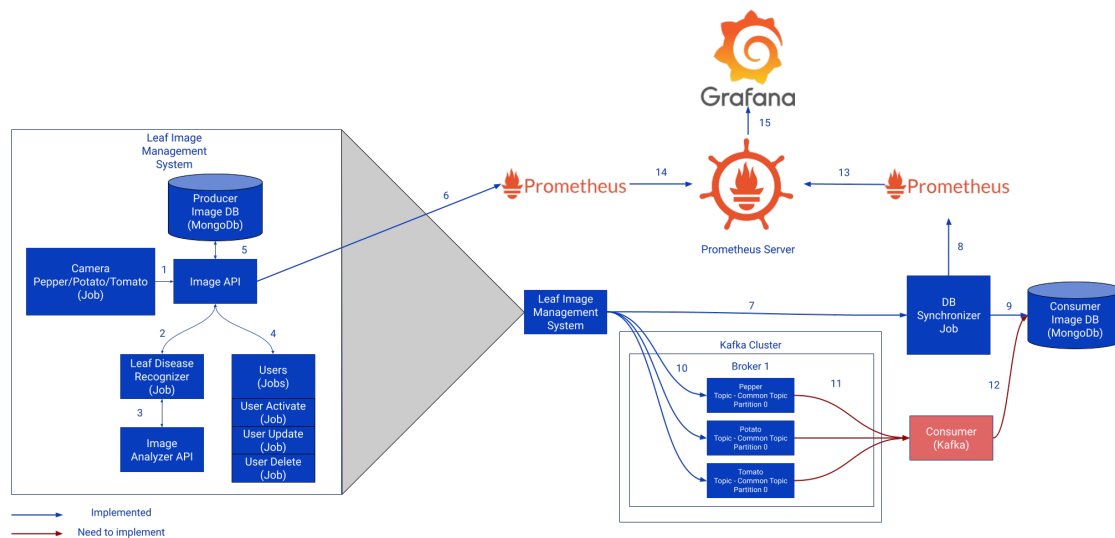 Grafana
15
Leaf Image
Management
System
Producer
Image DB
(MongoDb)
5
Camera
Pepper/Potato/Tomato
(Job)
1
Image API
2
4
Leaf Disease
Recognizer
(Job)
3
Image
Analyzer API
Users
(Jobs)
User Activate
(Job)
User Update
(Job)
User Delete
(Job)
6
Prometheus
14
Prometheus Server
13
Prometheus
8
Leaf Image
Management
System
7
DB
Synchronizer
Job
9
Consumer
Image DB
(MongoDb)
Kafka Cluster
Broker 1
10
Pepper
Topic - Common Topic
Partition 0
11
Potato
Topic - Common Topic
Partition 0
Tomato
Topic - Common Topic
Partition 0
Consumer
(Kafka)
12
Implemented
Need to implement